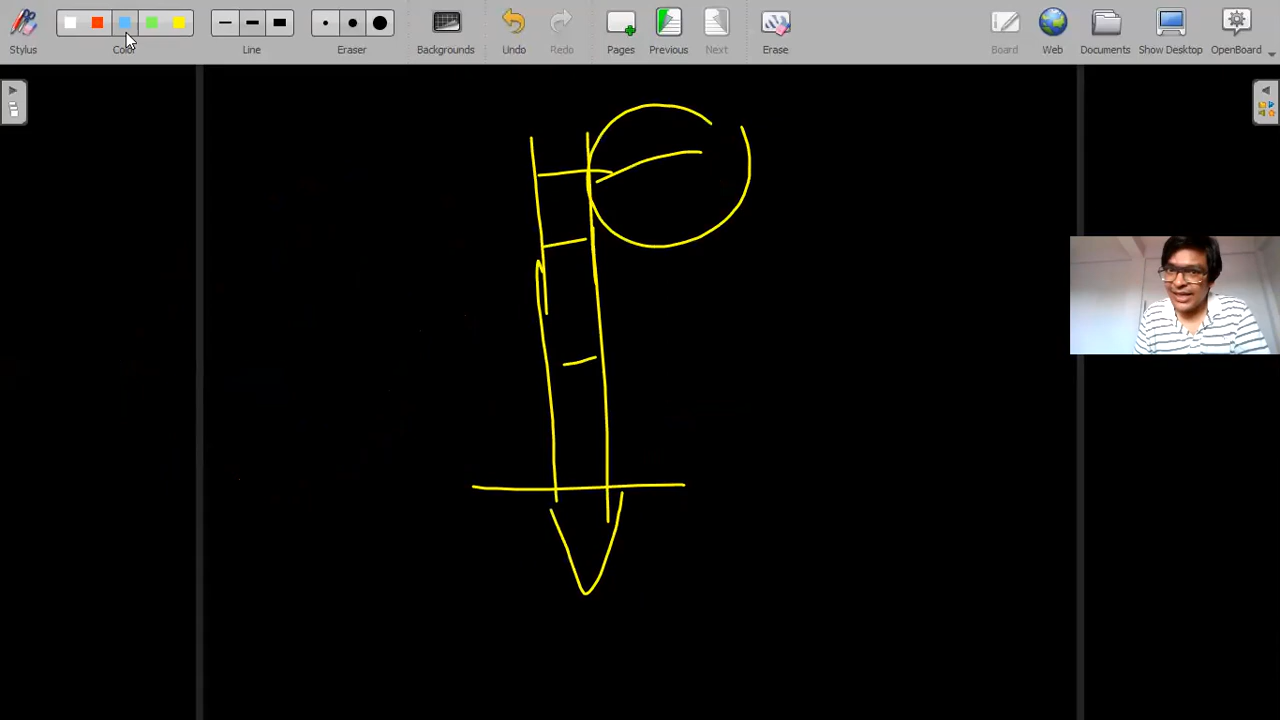 Stylus
Color
Line
Eraser
Backgrounds
Undo
Redo
Pages
Previous
Next
Erase
Board
Web
Documents
Show Desktop
OpenBoard